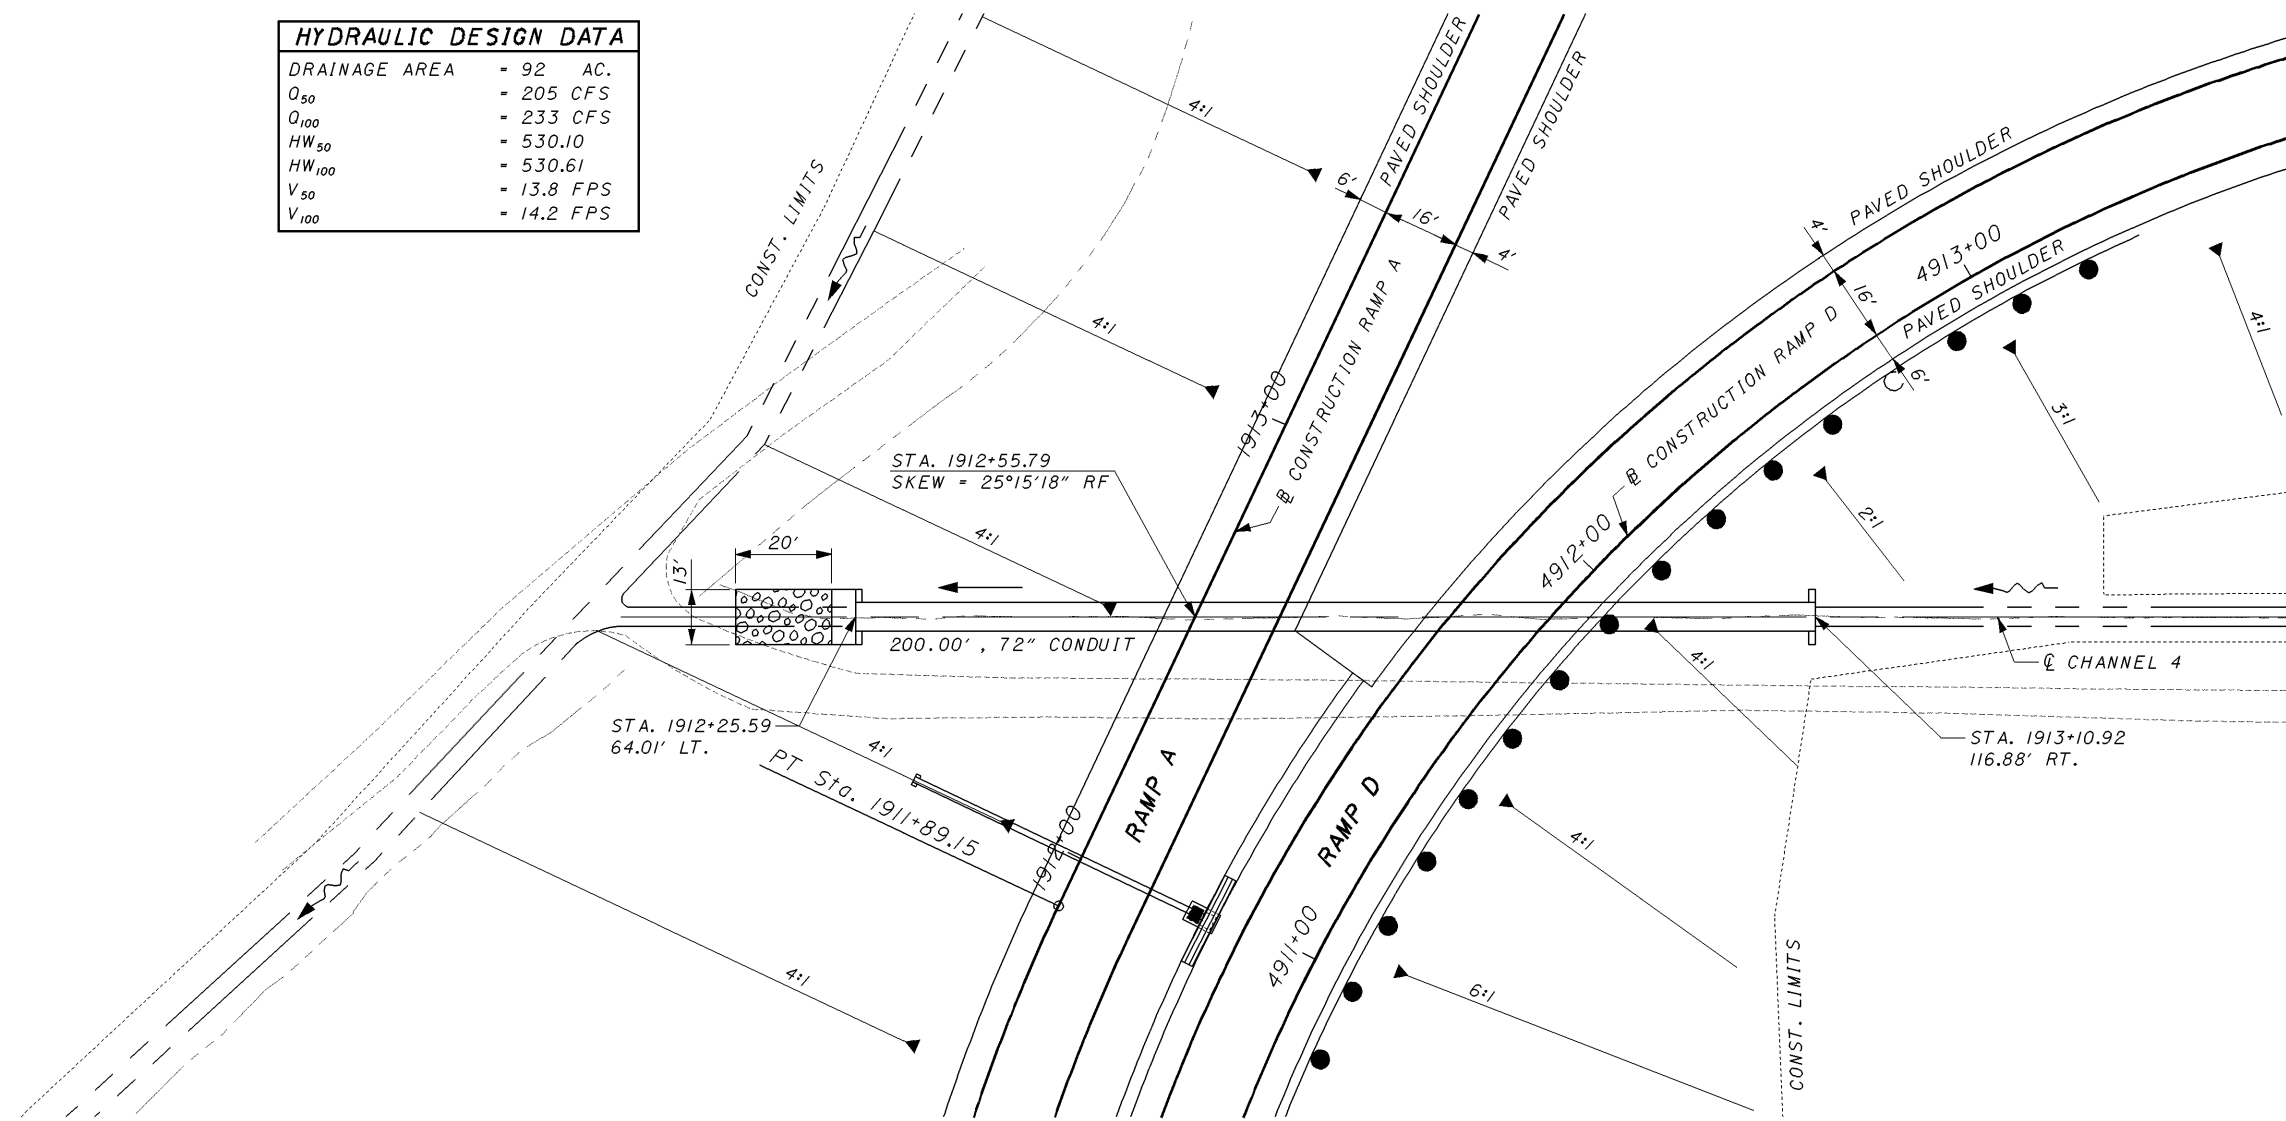 HYDRAULIC DESIGN DATA
DRAINAGE AREA = 92 AC.
Q50 = 205 CFS
Q100 = 233 CFS
HW50 = 530.10
HW100 = 530.61
V50 = 13.8 FPS
V100 = 14.2 FPS
CONST. LIMITS
4:1
4:1
4:1
PAVED SHOULDER
PAVED SHOULDER
6'
16'
4'
1913+00
℄ CONSTRUCTION RAMP A
STA. 1912+55.79
SKEW = 25°15'18" RF
20'
13'
200.00', 72" CONDUIT
STA. 1912+25.59
64.01' LT.
4:1
PT Sta. 1911+89.15
1912+00
RAMP A
4:1
PAVED SHOULDER
4'
16'
6'
4913+00
PAVED SHOULDER
℄ CONSTRUCTION RAMP D
4912+00
4:1
3:1
2:1
4:1
℄ CHANNEL 4
STA. 1913+10.92
116.88' RT.
RAMP D
4911+00
4:1
6:1
CONST. LIMITS